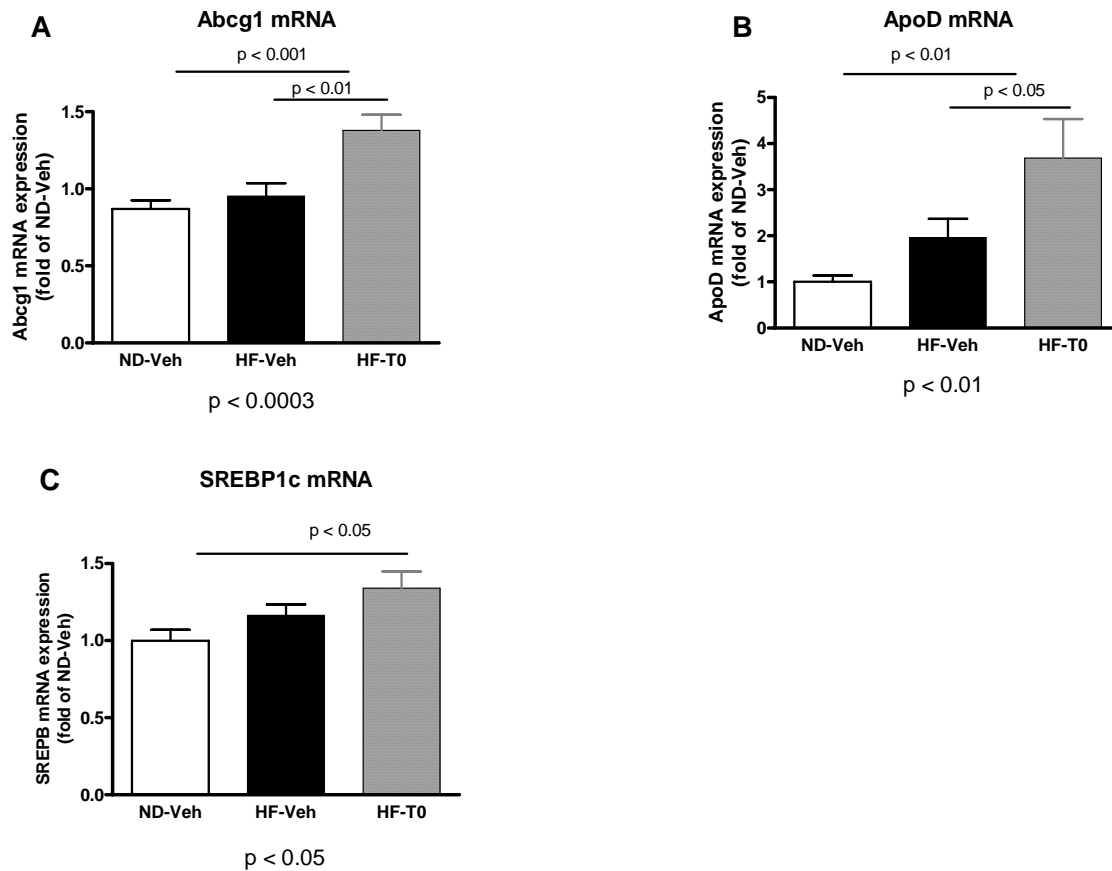 A
Abcg1 mRNA
p < 0.001
p < 0.01
Abcg1 mRNA expression
(fold of ND-Veh)
1.5
1.0
0.5
0.0
ND-Veh
HF-Veh
HF-T0
p < 0.0003
B
ApoD mRNA
p < 0.01
p < 0.05
ApoD mRNA expression
(fold of ND-Veh)
5
4
3
2
1
0
ND-Veh
HF-Veh
HF-T0
p < 0.01
C
SREBP1c mRNA
p < 0.05
SREPB mRNA expression
(fold of ND-Veh)
1.5
1.0
0.5
0.0
ND-Veh
HF-Veh
HF-T0
p < 0.05